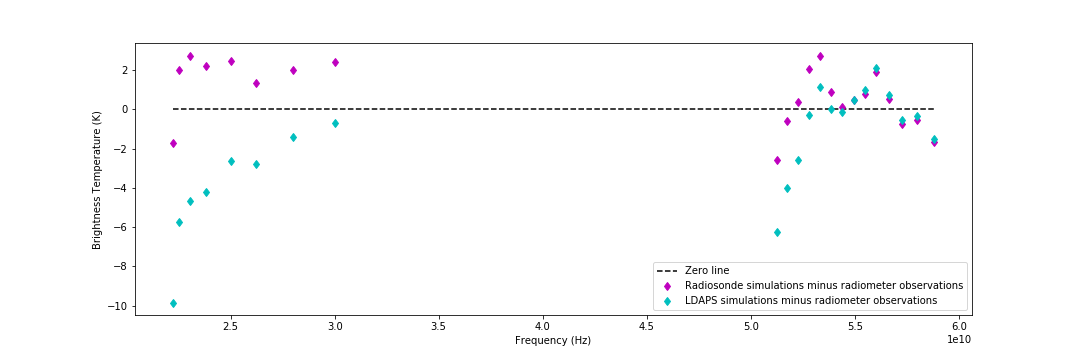 2
0
−2
−4
−6
−8
−10
Brightness Temperature (K)
Zero line
Radiosonde simulations minus radiometer observations
LDAPS simulations minus radiometer observations
2.5 3.0 3.5 4.0 4.5 5.0 5.5 6.0
1e10
Frequency (Hz)